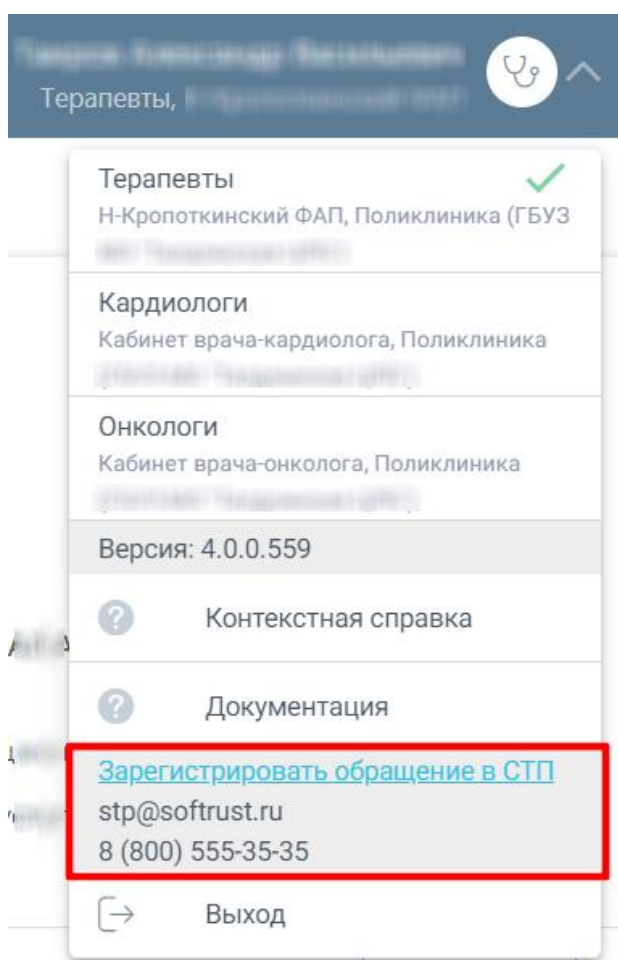 Терапевты,
Терапевты
Н-Кропоткинский ФАП, Поликлиника (ГБУЗ
Кардиологи
Кабинет врача-кардиолога, Поликлиника
Онкологи
Кабинет врача-онколога, Поликлиника
Версия: 4.0.0.559
Контекстная справка
Документация
Зарегистрировать обращение в СТП
stp@softrust.ru
8 (800) 555-35-35
Выход